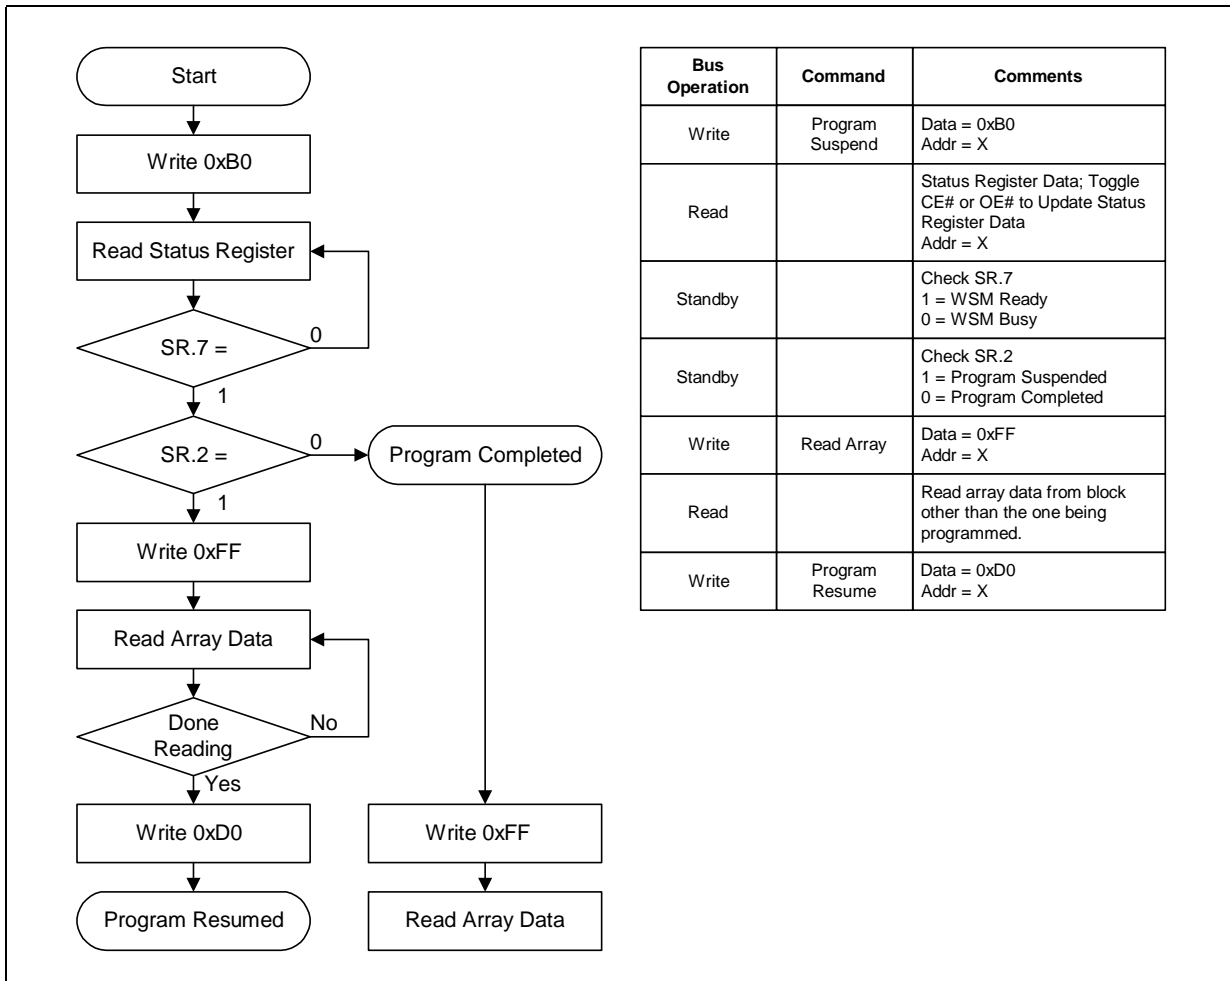 Start
Write 0xB0
Read Status Register
SR.7 =
0
1
SR.2 =
0
Program Completed
1
Write 0xFF
Read Array Data
Done
Reading
No
Yes
Write 0xD0
Write 0xFF
Program Resumed
Read Array Data
Bus
Operation
Command
Comments
Write
Program
Suspend
Data = 0xB0
Addr = X
Read
Status Register Data; Toggle
CE# or OE# to Update Status
Register Data
Addr = X
Standby
Check SR.7
1 = WSM Ready
0 = WSM Busy
Standby
Check SR.2
1 = Program Suspended
0 = Program Completed
Write
Read Array
Data = 0xFF
Addr = X
Read
Read array data from block
other than the one being
programmed.
Write
Program
Resume
Data = 0xD0
Addr = X